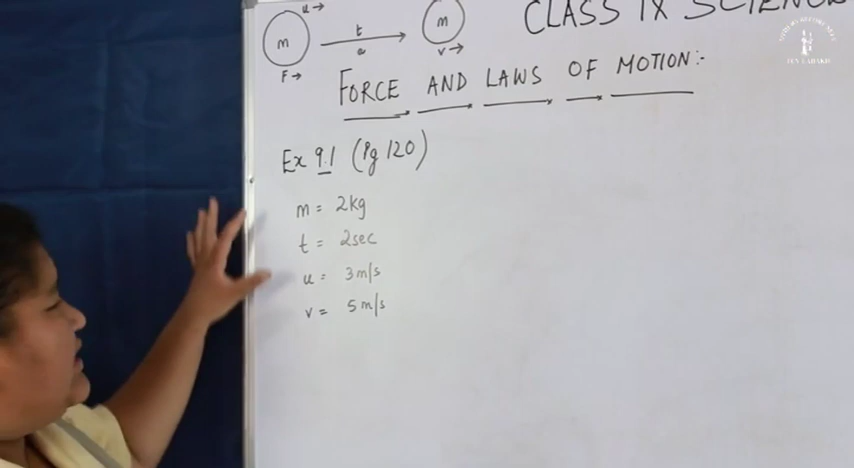 u →
m
t
a
m
F →
v →
CLASS IX SCIENCE
FORCE AND LAWS OF MOTION:-
Ex 9.1 (Pg 120)
m = 2kg
t = 2sec
u = 3m/s
v = 5m/s